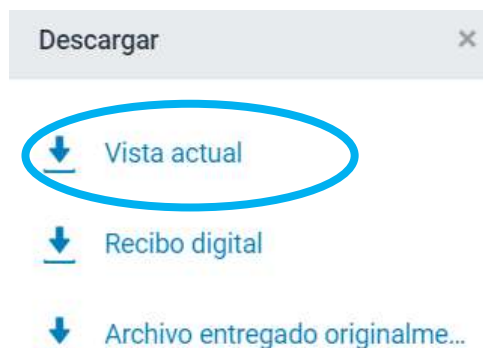 Descargar ×
Vista actual
Recibo digital
Archivo entregado originalme...